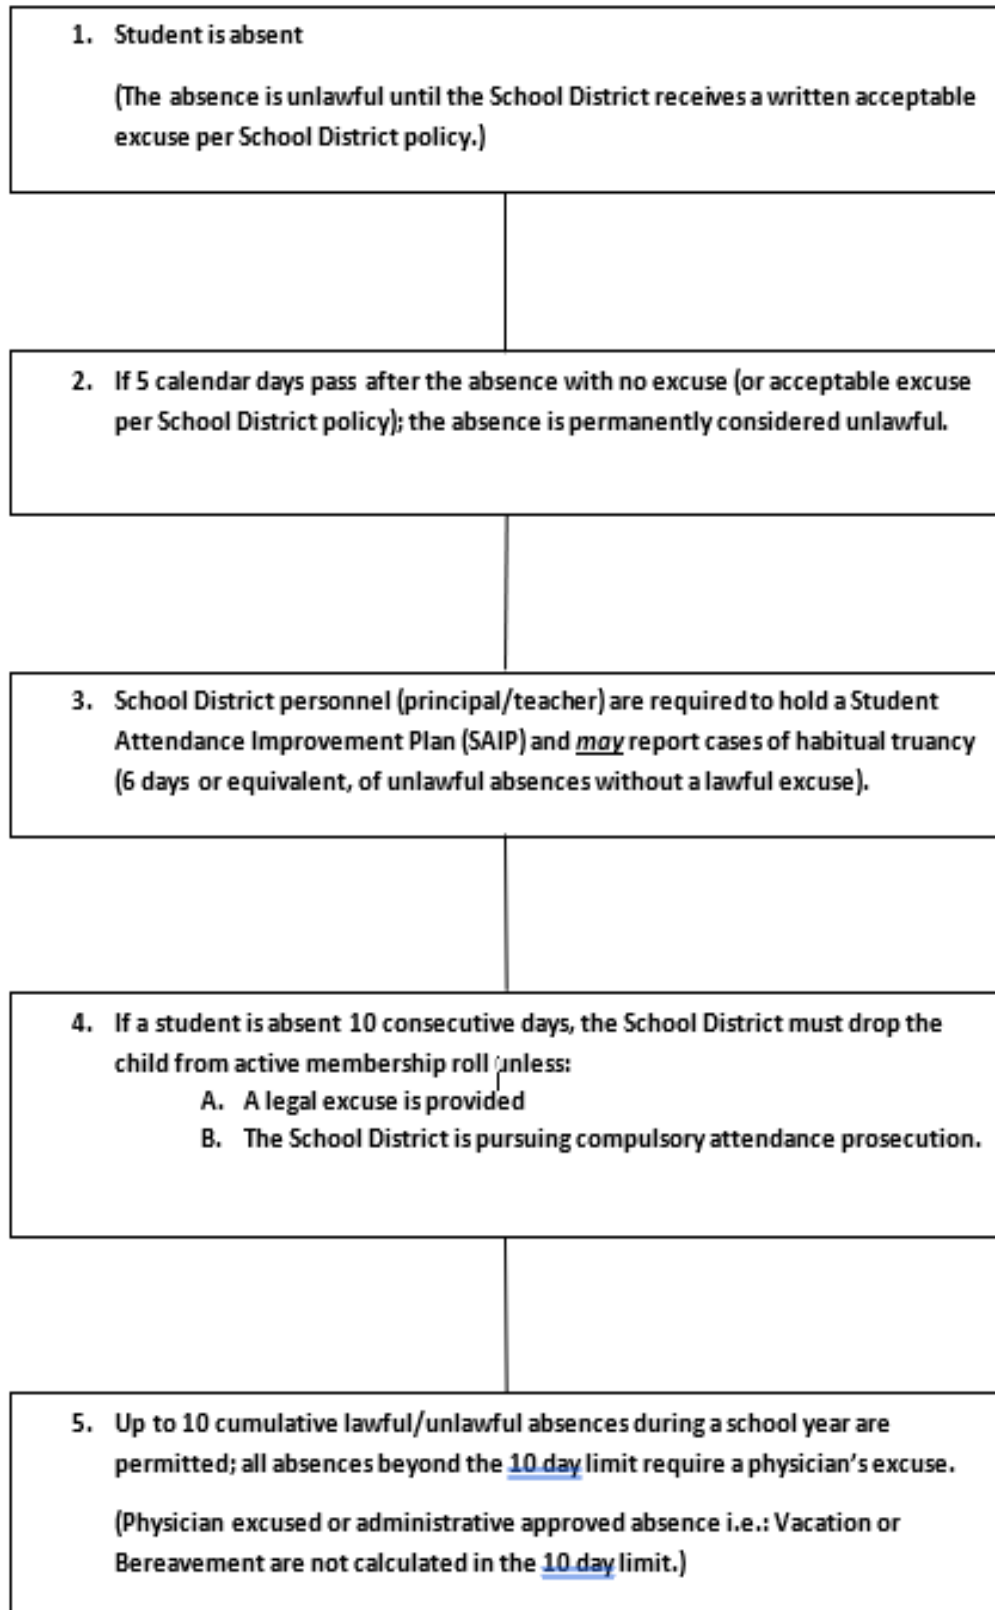 1. Student is absent
(The absence is unlawful until the School District receives a written acceptable
excuse per School District policy.)
2. If 5 calendar days pass after the absence with no excuse (or acceptable excuse
per School District policy); the absence is permanently considered unlawful.
3. School District personnel (principal/teacher) are required to hold a Student
Attendance Improvement Plan (SAIP) and may report cases of habitual truancy
(6 days or equivalent, of unlawful absences without a lawful excuse).
4. If a student is absent 10 consecutive days, the School District must drop the
child from active membership roll unless:
A. A legal excuse is provided
B. The School District is pursuing compulsory attendance prosecution.
5. Up to 10 cumulative lawful/unlawful absences during a school year are
permitted; all absences beyond the 10 day limit require a physician's excuse.
(Physician excused or administrative approved absence i.e.: Vacation or
Bereavement are not calculated in the 10 day limit.)